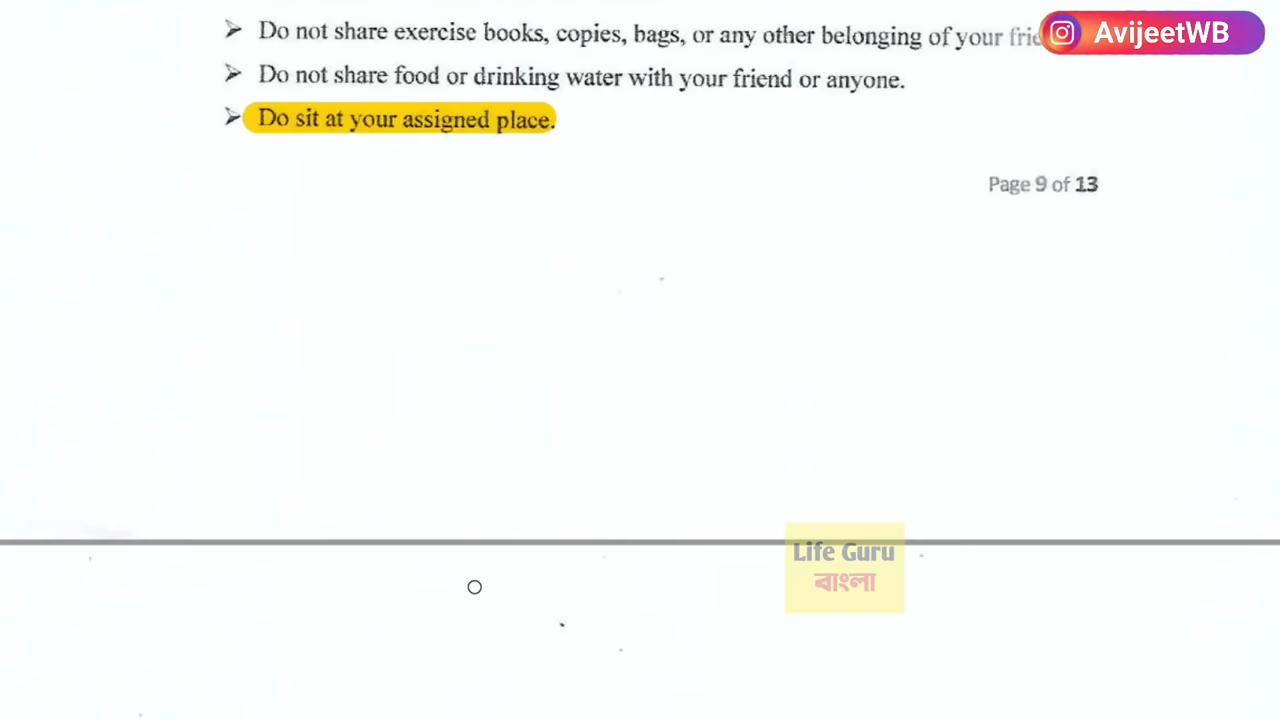 ➢ Do not share exercise books, copies, bags, or any other belonging of your
AvijeetWB
➢ Do not share food or drinking water with your friend or anyone.
➢ Do sit at your assigned place.
Page 9 of 13
Life Guru
বাংলা